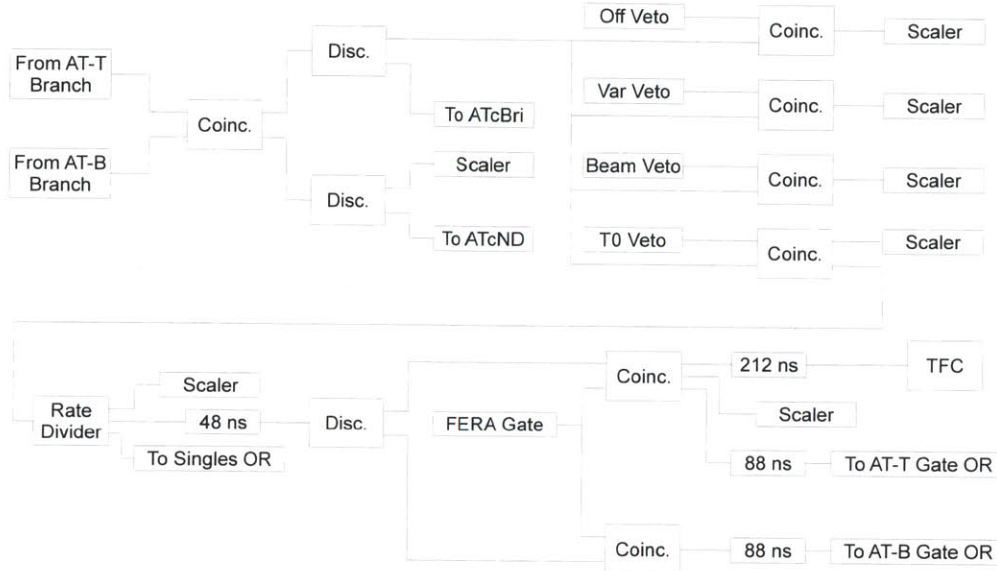 Off Veto
Coinc.
Scaler
From AT-T
Branch
Disc.
Var Veto
Coinc.
Scaler
To ATcBri
Coinc.
From AT-B
Branch
Scaler
Beam Veto
Coinc.
Scaler
Disc.
To ATcND
T0 Veto
Coinc.
Scaler
Coinc.
212 ns
TFC
Scaler
Rate
Divider
48 ns
Disc.
FERA Gate
Scaler
To Singles OR
88 ns
To AT-T Gate OR
Coinc.
88 ns
To AT-B Gate OR